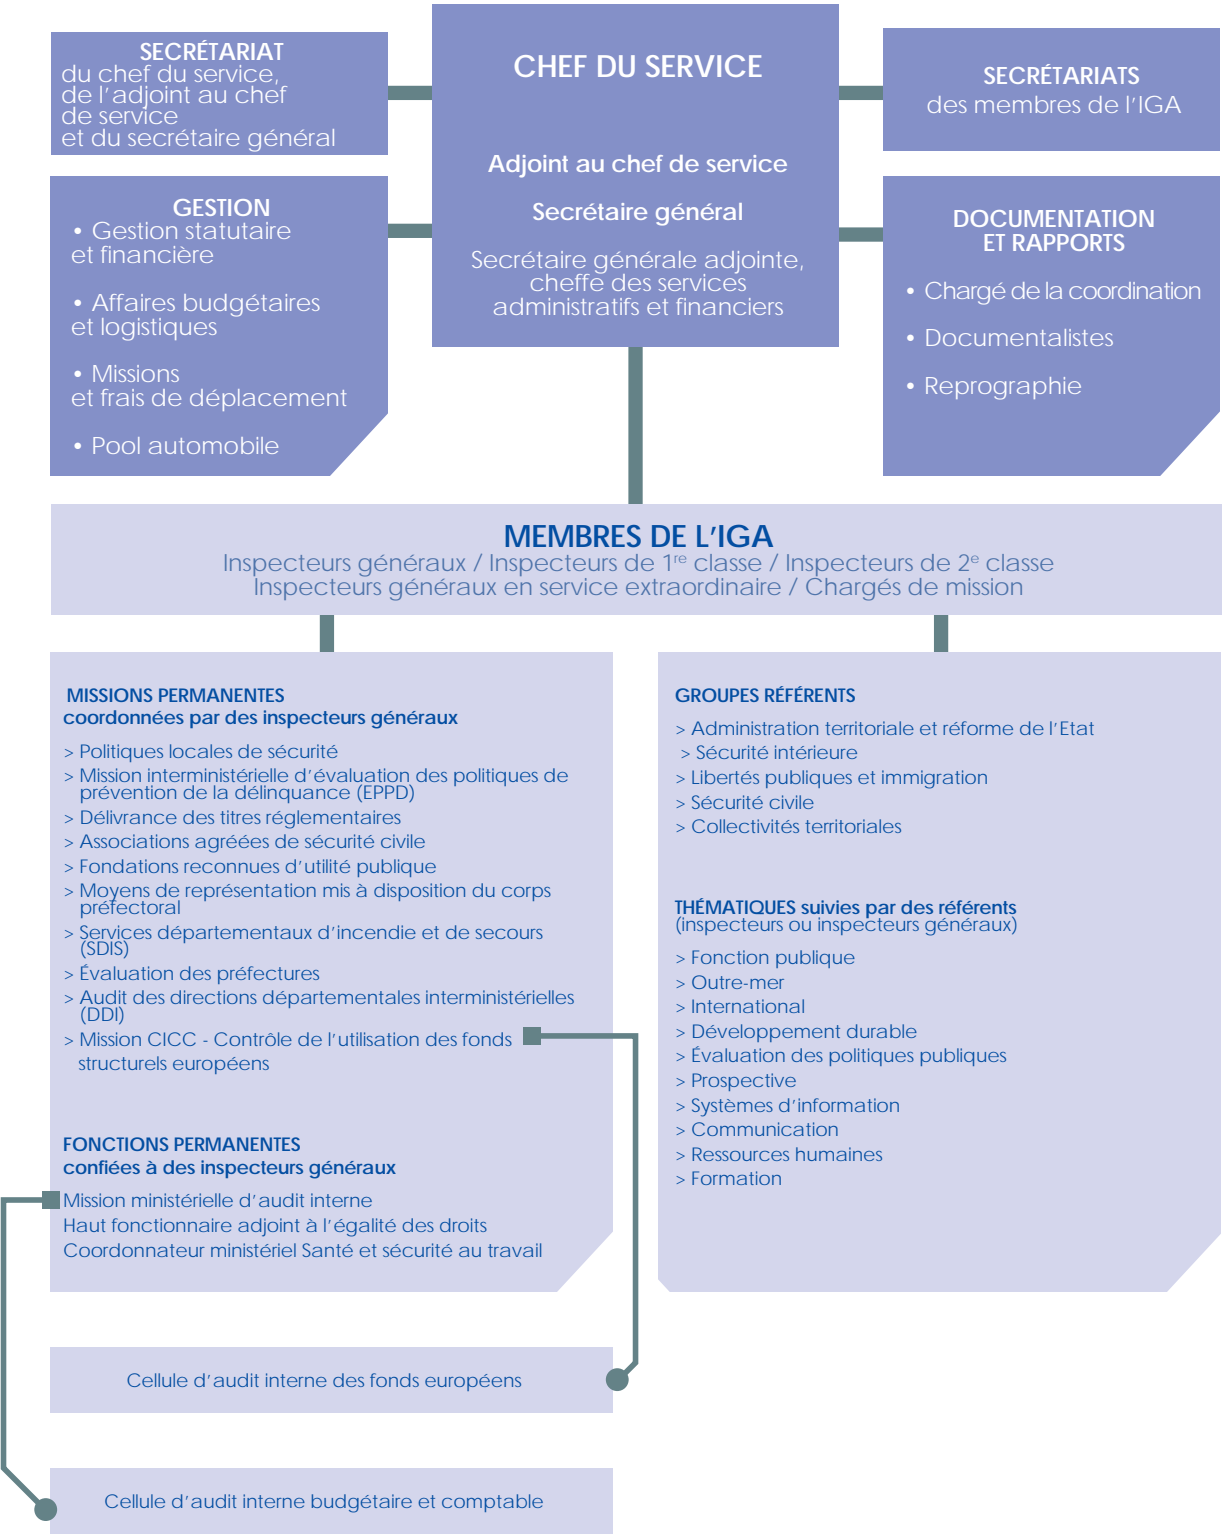 SECRÉTARIAT
du chef du service,
de l'adjoint au chef
de service
et du secrétaire général
CHEF DU SERVICE
Adjoint au chef de service
Secrétaire général
Secrétaire générale adjointe,
cheffe des services
administratifs et financiers
SECRÉTARIATS
des membres de l'IGA
GESTION
• Gestion statutaire
et financière
• Affaires budgétaires
et logistiques
• Missions
et frais de déplacement
• Pool automobile
DOCUMENTATION
ET RAPPORTS
• Chargé de la coordination
• Documentalistes
• Reprographie
MEMBRES DE L'IGA
Inspecteurs généraux / Inspecteurs de 1re classe / Inspecteurs de 2e classe
Inspecteurs généraux en service extraordinaire / Chargés de mission
MISSIONS PERMANENTES
coordonnées par des inspecteurs généraux
> Politiques locales de sécurité
> Mission interministérielle d'évaluation des politiques de
prévention de la délinquance (EPPD)
> Délivrance des titres réglementaires
> Associations agréées de sécurité civile
> Fondations reconnues d'utilité publique
> Moyens de représentation mis à disposition du corps
préfectoral
> Services départementaux d'incendie et de secours
(SDIS)
> Évaluation des préfectures
> Audit des directions départementales interministérielles
(DDI)
> Mission CICC - Contrôle de l'utilisation des fonds
structurels européens
FONCTIONS PERMANENTES
confiées à des inspecteurs généraux
Mission ministérielle d'audit interne
Haut fonctionnaire adjoint à l'égalité des droits
Coordonnateur ministériel Santé et sécurité au travail
GROUPES RÉFÉRENTS
> Administration territoriale et réforme de l'Etat
> Sécurité intérieure
> Libertés publiques et immigration
> Sécurité civile
> Collectivités territoriales
THÉMATIQUES suivies par des référents
(inspecteurs ou inspecteurs généraux)
> Fonction publique
> Outre-mer
> International
> Développement durable
> Évaluation des politiques publiques
> Prospective
> Systèmes d'information
> Communication
> Ressources humaines
> Formation
Cellule d'audit interne des fonds européens
Cellule d'audit interne budgétaire et comptable